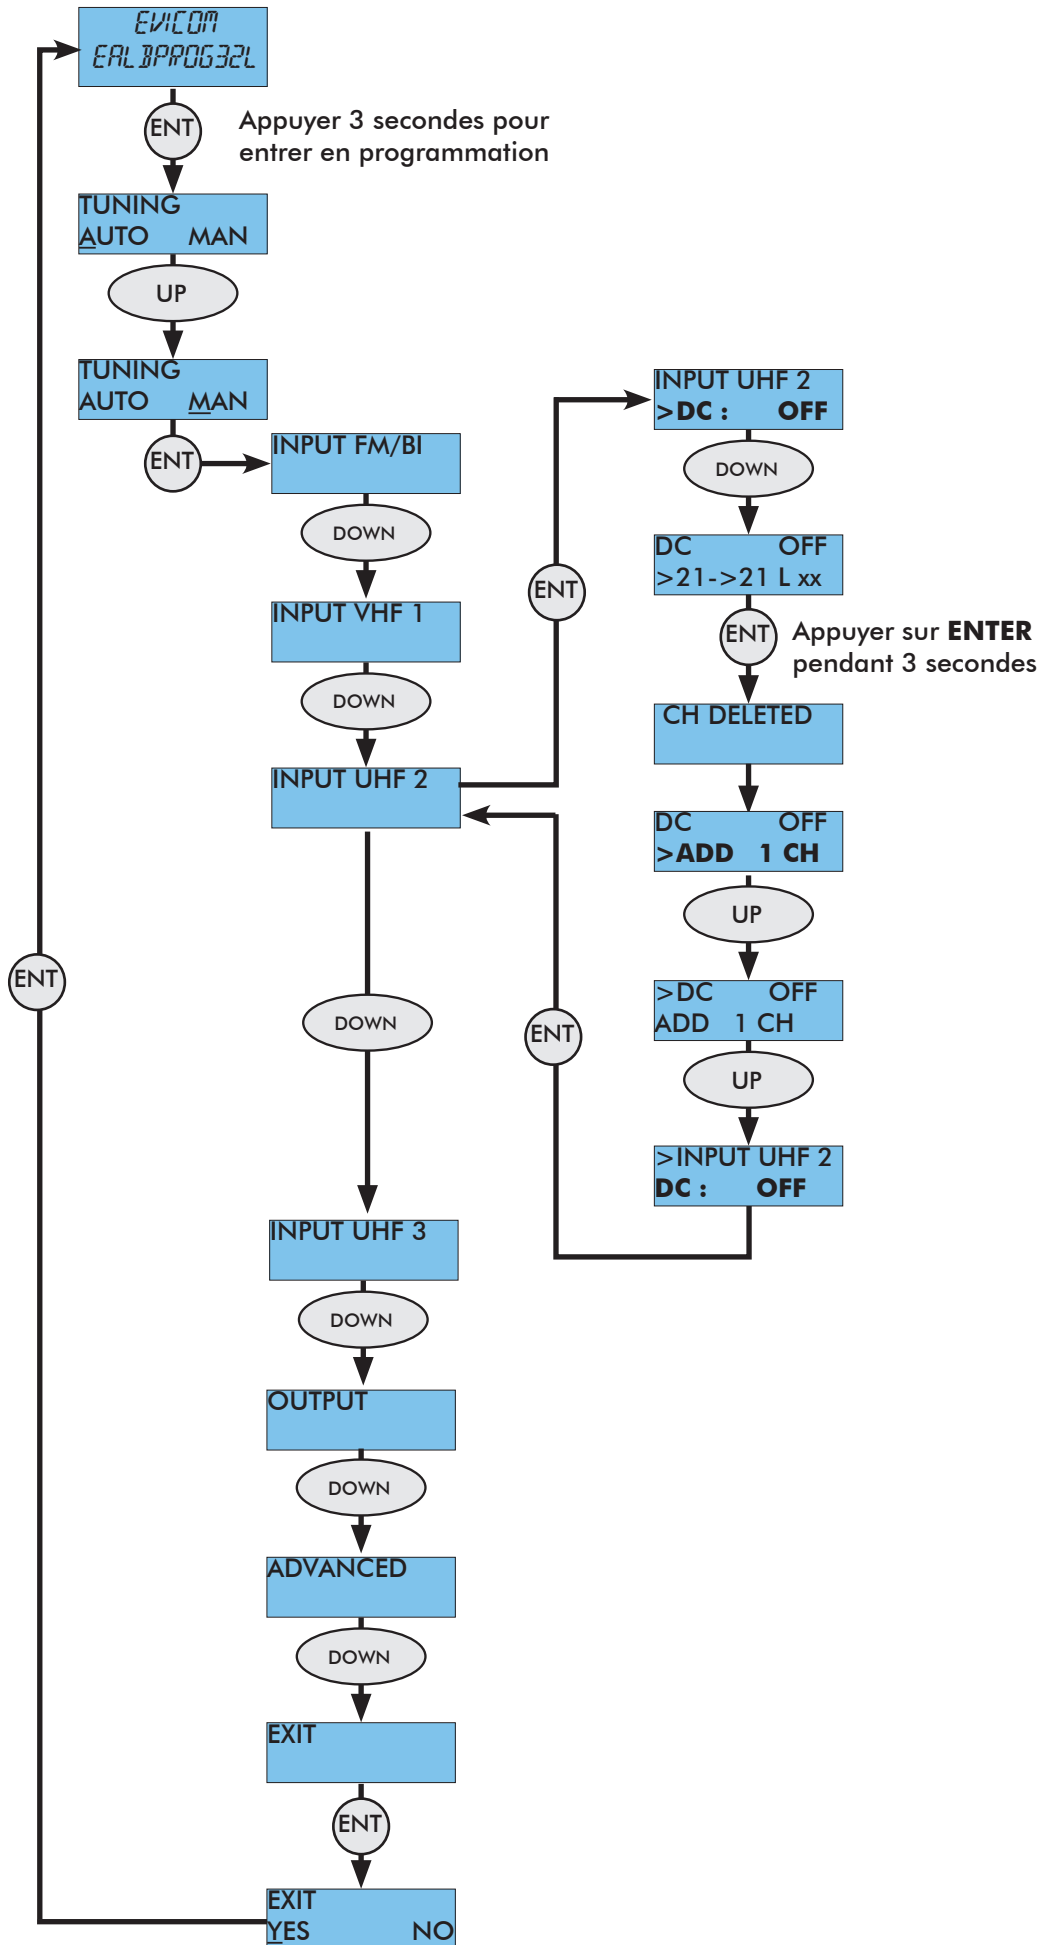 EVICOM
EALBPROG32L
ENT
Appuyer 3 secondes pour
entrer en programmation
TUNING
AUTO MAN
UP
TUNING
AUTO MAN
ENT
INPUT FM/BI
DOWN
INPUT VHF 1
DOWN
INPUT UHF 2
ENT
INPUT UHF 2
>DC : OFF
DOWN
DC OFF
>21->21 L xx
ENT
Appuyer sur ENTER
pendant 3 secondes
CH DELETED
DC OFF
>ADD 1 CH
UP
>DC OFF
ADD 1 CH
UP
>INPUT UHF 2
DC : OFF
ENT
DOWN
INPUT UHF 3
DOWN
OUTPUT
DOWN
ADVANCED
DOWN
EXIT
ENT
EXIT
YES NO
ENT